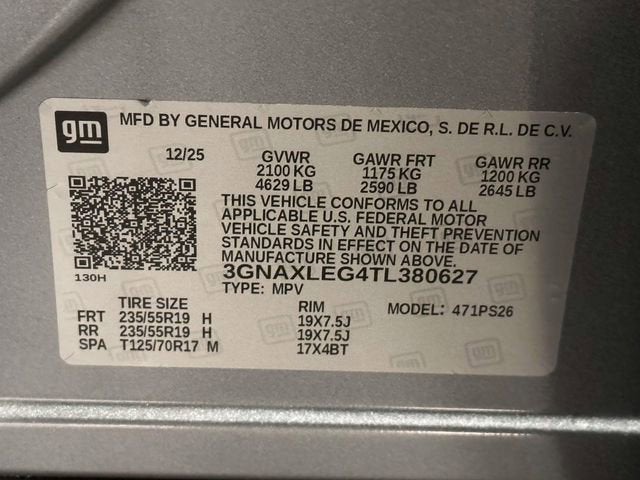 gm
MFD BY GENERAL MOTORS DE MEXICO, S. DE R.L. DE C.V.
12/25 GVWR GAWR FRT GAWR RR
2100 KG 1175 KG 1200 KG
4629 LB 2590 LB 2645 LB
THIS VEHICLE CONFORMS TO ALL
APPLICABLE U.S. FEDERAL MOTOR
VEHICLE SAFETY AND THEFT PREVENTION
STANDARDS IN EFFECT ON THE DATE OF
MANUFACTURE SHOWN ABOVE.
130H
3GNAXLEG4TL380627
TYPE: MPV MODEL: 471PS26
TIRE SIZE RIM
FRT 235/55R19 H 19X7.5J
RR 235/55R19 H 19X7.5J
SPA T125/70R17 M 17X4BT